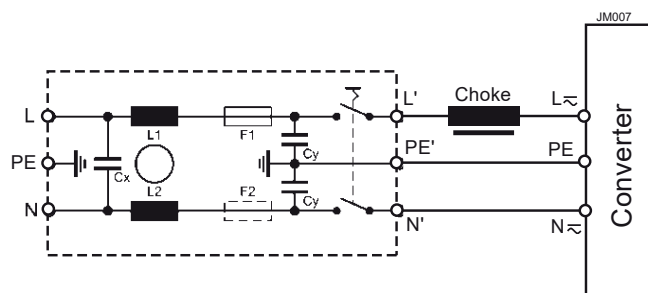 JM007
L
L1
F1
L'
Choke
L≂
PE
Cx
Cy
PE'
PE
N
L2
F2
Cy
N'
N≂
Converter